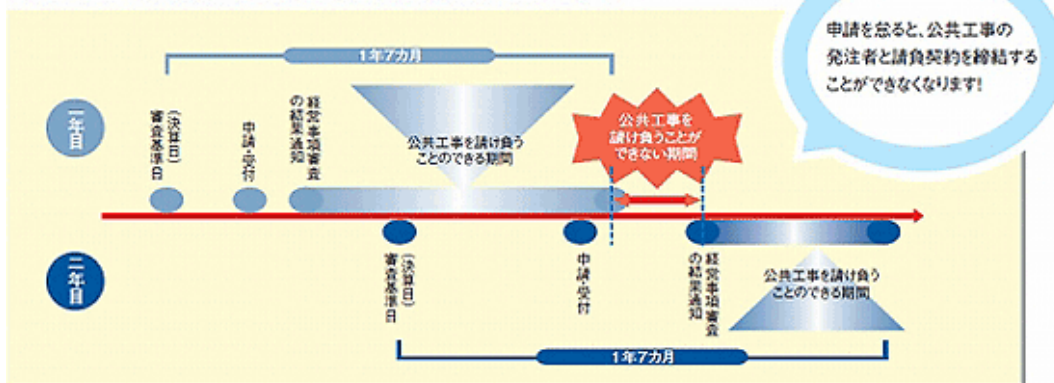 申請を怠ると、公共工事の
発注者と請負契約を締結する
ことができなくなります!
1年7カ月
一年目
審査基準日
(決算日)
申請・受付
経営事項審査
の結果通知
公共工事を請け負う
ことのできる期間
公共工事を
請け負うことが
できない期間
二年目
審査基準日
(決算日)
申請・受付
経営事項審査
の結果通知
公共工事を請け負う
ことのできる期間
1年7カ月